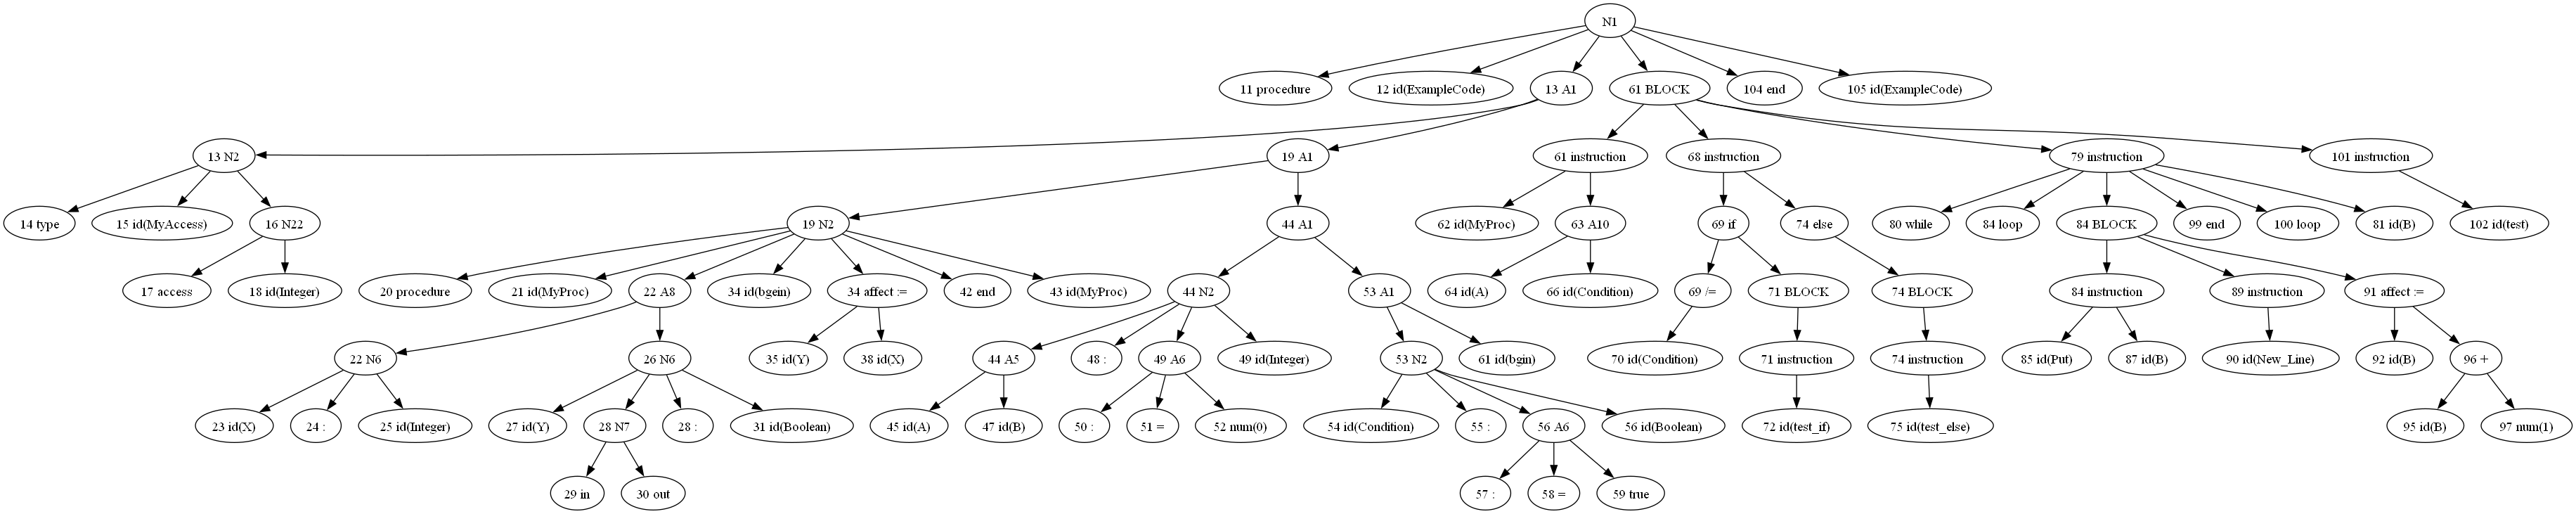 N1
11 procedure
12 id(ExampleCode)
13 A1
61 BLOCK
104 end
105 id(ExampleCode)
13 N2
19 A1
61 instruction
68 instruction
79 instruction
101 instruction
14 type
15 id(MyAccess)
16 N22
19 N2
44 A1
62 id(MyProc)
63 A10
69 if
74 else
80 while
84 loop
84 BLOCK
99 end
100 loop
81 id(B)
102 id(test)
17 access
18 id(Integer)
20 procedure
21 id(MyProc)
22 A8
34 id(bgein)
34 affect :=
42 end
43 id(MyProc)
44 N2
53 A1
64 id(A)
66 id(Condition)
69 /=
71 BLOCK
74 BLOCK
84 instruction
89 instruction
91 affect :=
22 N6
26 N6
35 id(Y)
38 id(X)
44 A5
48 :
49 A6
49 id(Integer)
53 N2
61 id(bgin)
70 id(Condition)
71 instruction
74 instruction
85 id(Put)
87 id(B)
90 id(New_Line)
92 id(B)
96 +
23 id(X)
24 :
25 id(Integer)
27 id(Y)
28 N7
28 :
31 id(Boolean)
45 id(A)
47 id(B)
50 :
51 =
52 num(0)
54 id(Condition)
55 :
56 A6
56 id(Boolean)
72 id(test_if)
75 id(test_else)
95 id(B)
97 num(1)
29 in
30 out
57 :
58 =
59 true